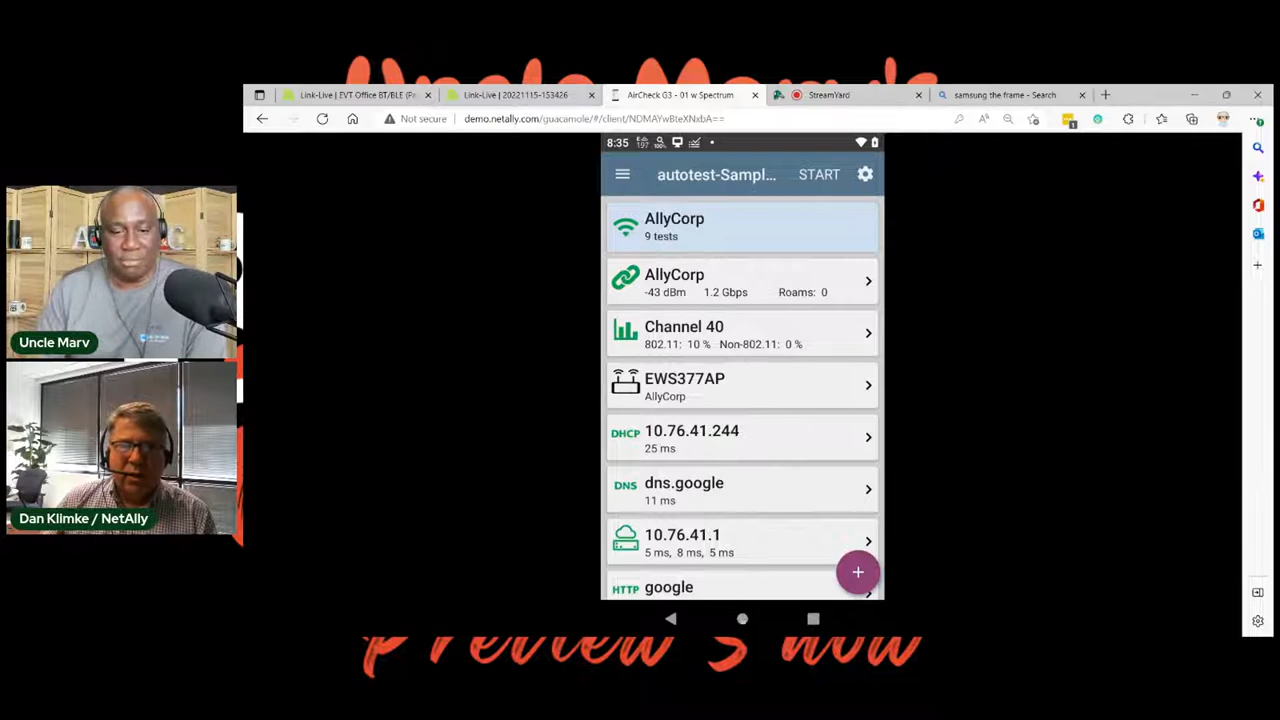 Uncle Marv's
Link-Live | EVT Office BT/BLE (Pa
Link-Live | 20221115-153426
AirCheck G3 - 01 w Spectrum
StreamYard
samsung the frame - Search
Not secure
demo.netally.com/guacamole/#/client/NDMAYwBteXNxbA==
8:35
autotest-Sampl...
START
AllyCorp
9 tests
AllyCorp
-43 dBm 1.2 Gbps Roams: 0
Channel 40
802.11: 10 % Non-802.11: 0 %
EWS377AP
AllyCorp
DHCP
10.76.41.244
25 ms
DNS
dns.google
11 ms
10.76.41.1
5 ms, 8 ms, 5 ms
HTTP
google
Uncle Marv
Dan Klimke / NetAlly